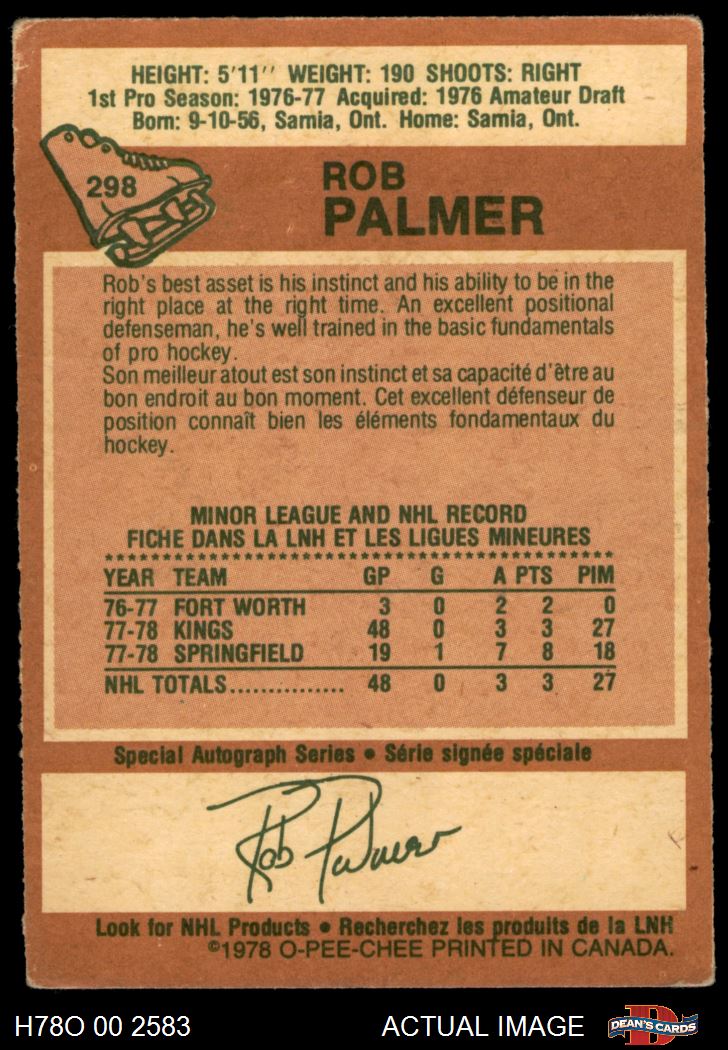 HEIGHT: 5'11'' WEIGHT: 190 SHOOTS: RIGHT
1st Pro Season: 1976-77 Acquired: 1976 Amateur Draft
Born: 9-10-56, Sarnia, Ont. Home: Sarnia, Ont.
298
ROB
PALMER
Rob's best asset is his instinct and his ability to be in the
right place at the right time. An excellent positional
defenseman, he's well trained in the basic fundamentals
of pro hockey.
Son meilleur atout est son instinct et sa capacité d'être au
bon endroit au bon moment. Cet excellent défenseur de
position connaît bien les éléments fondamentaux du
hockey.
MINOR LEAGUE AND NHL RECORD
FICHE DANS LA LNH ET LES LIGUES MINEURES
YEAR TEAM GP G A PTS PIM
76-77 FORT WORTH 3 0 2 2 0
77-78 KINGS 48 0 3 3 27
77-78 SPRINGFIELD 19 1 7 8 18
NHL TOTALS............... 48 0 3 3 27
Special Autograph Series • Série signée spéciale
Rob Palmer
Look for NHL Products • Recherchez les produits de la LNH
©1978 O-PEE-CHEE PRINTED IN CANADA.
H78O 00 2583 ACTUAL IMAGE D DEAN'S CARDS